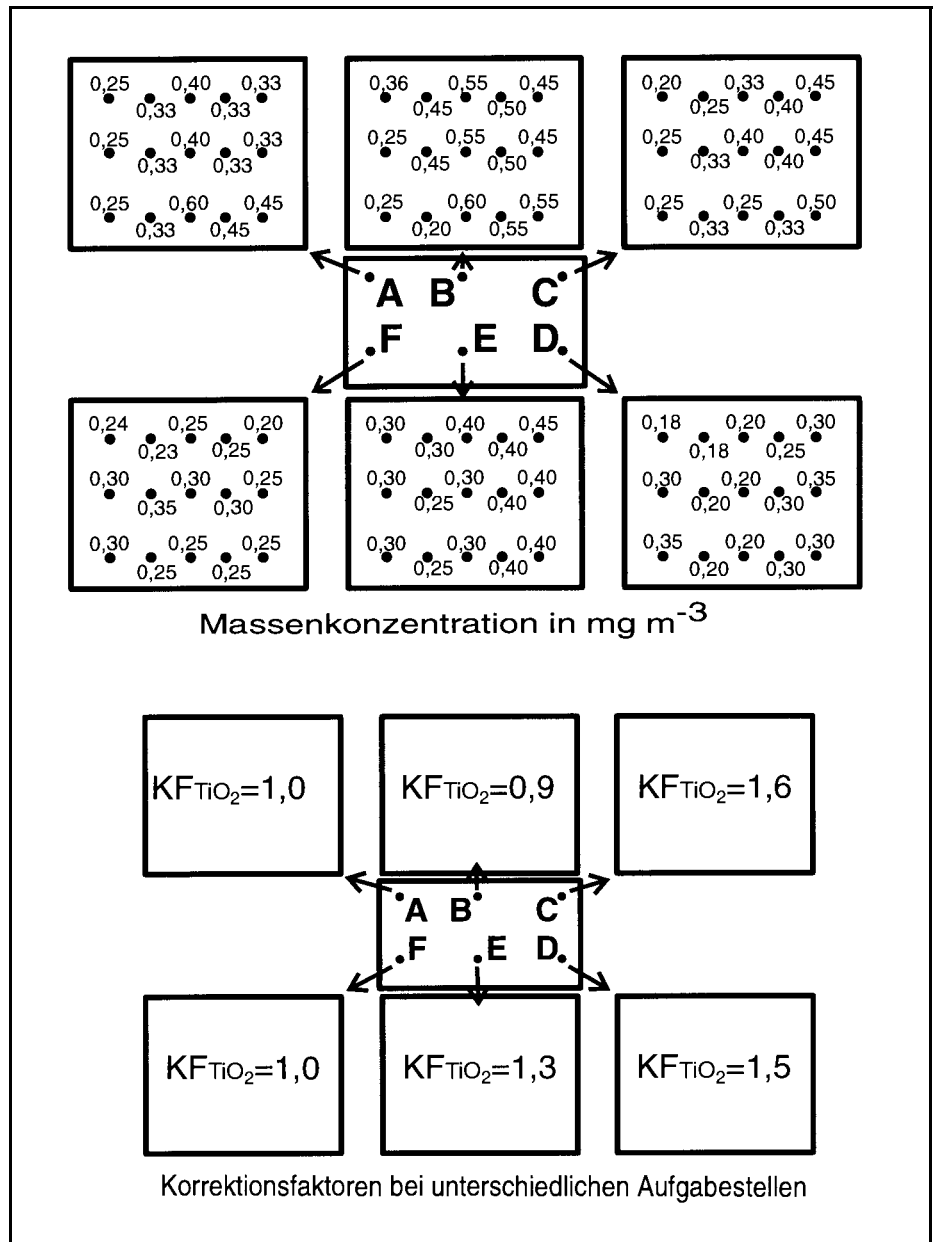 0,25 0,40 0,33
0,33 0,33
0,25 0,40 0,33
0,33 0,33
0,25 0,60 0,45
0,33 0,45
0,36 0,55 0,45
0,45 0,50
0,25 0,55 0,45
0,45 0,50
0,25 0,60 0,55
0,20 0,55
0,20 0,33 0,45
0,25 0,40
0,25 0,40 0,45
0,33 0,40
0,25 0,25 0,50
0,33 0,33
A B C
F E D
0,24 0,25 0,20
0,23 0,25
0,30 0,30 0,25
0,35 0,30
0,30 0,25 0,25
0,25 0,25
0,30 0,40 0,45
0,30 0,40
0,30 0,30 0,40
0,25 0,40
0,30 0,30 0,40
0,25 0,40
0,18 0,20 0,30
0,18 0,25
0,30 0,20 0,35
0,20 0,30
0,35 0,20 0,30
0,20 0,30
Massenkonzentration in mg m⁻³
KFTiO₂=1,0 KFTiO₂=0,9 KFTiO₂=1,6
A B C
F E D
KFTiO₂=1,0 KFTiO₂=1,3 KFTiO₂=1,5
Korrektionsfaktoren bei unterschiedlichen Aufgabestellen